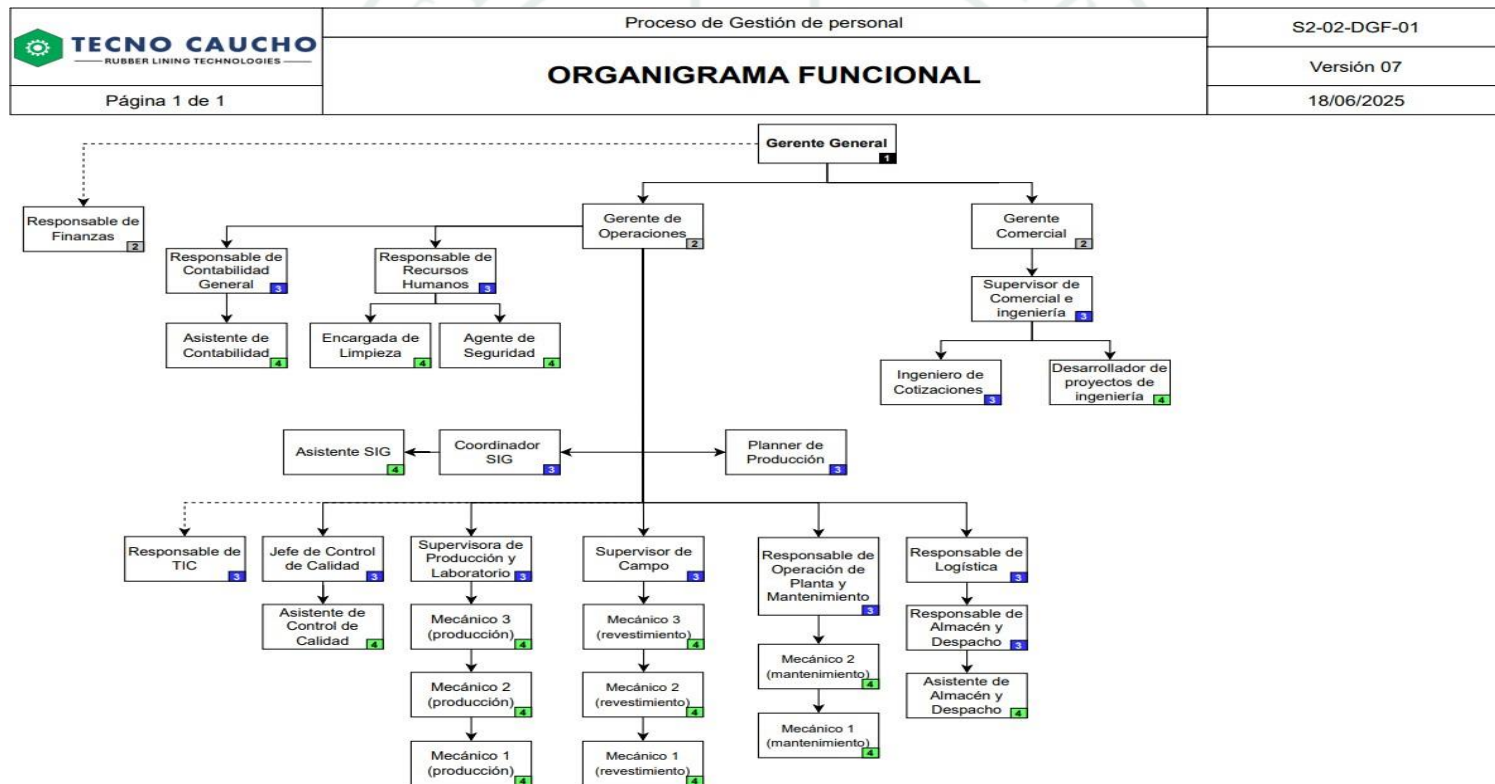 TECNO CAUCHO
RUBBER LINING TECHNOLOGIES
Página 1 de 1
Proceso de Gestión de personal
ORGANIGRAMA FUNCIONAL
S2-02-DGF-01
Versión 07
18/06/2025
Gerente General
1
Responsable de
Finanzas
2
Gerente de
Operaciones
2
Gerente
Comercial
2
Responsable de
Contabilidad
General
3
Responsable de
Recursos
Humanos
3
Supervisor de
Comercial e
ingeniería
3
Asistente de
Contabilidad
4
Encargada de
Limpieza
4
Agente de
Seguridad
4
Ingeniero de
Cotizaciones
3
Desarrollador de
proyectos de
ingeniería
4
Asistente SIG
4
Coordinador
SIG
3
Planner de
Producción
3
Responsable de
TIC
3
Jefe de Control
de Calidad
3
Supervisora de
Producción y
Laboratorio
3
Supervisor de
Campo
3
Responsable de
Operación de
Planta y
Mantenimiento
3
Responsable de
Logística
3
Asistente de
Control de
Calidad
4
Mecánico 3
(producción)
4
Mecánico 3
(revestimiento)
4
Mecánico 2
(mantenimiento)
4
Responsable de
Almacén y
Despacho
3
Mecánico 2
(producción)
4
Mecánico 2
(revestimiento)
4
Mecánico 1
(mantenimiento)
4
Asistente de
Almacén y
Despacho
4
Mecánico 1
(producción)
4
Mecánico 1
(revestimiento)
4